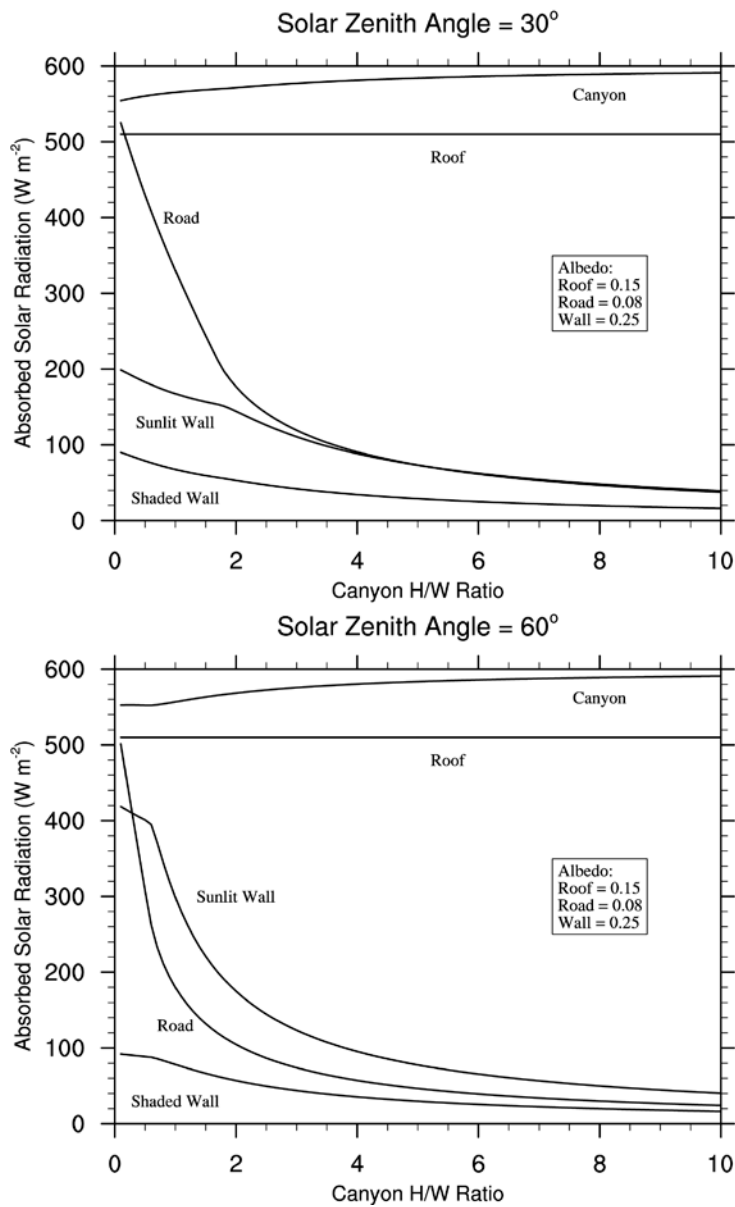 Solar Zenith Angle = 30°
600
500
400
300
200
100
0
Absorbed Solar Radiation (W m⁻²)
Canyon
Roof
Road
Albedo:
Roof = 0.15
Road = 0.08
Wall = 0.25
Sunlit Wall
Shaded Wall
0 2 4 6 8 10
Canyon H/W Ratio
Solar Zenith Angle = 60°
600
500
400
300
200
100
0
Absorbed Solar Radiation (W m⁻²)
Canyon
Roof
Albedo:
Roof = 0.15
Road = 0.08
Wall = 0.25
Sunlit Wall
Road
Shaded Wall
0 2 4 6 8 10
Canyon H/W Ratio